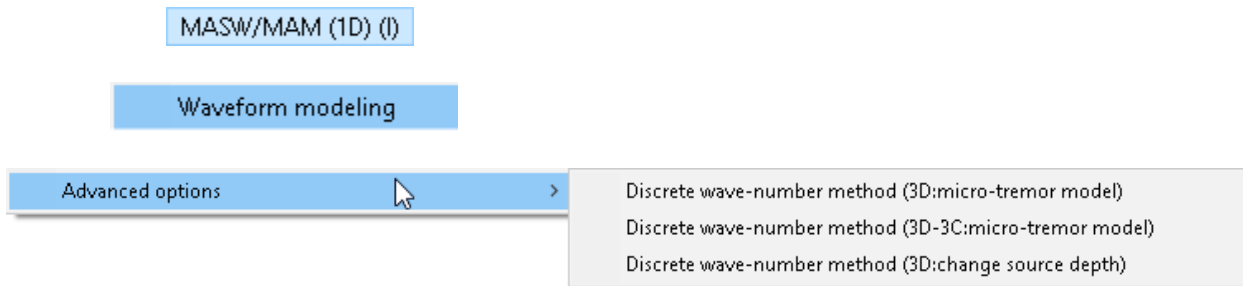 MASW/MAM (1D) (I)
Waveform modeling
Advanced options >
Discrete wave-number method (3D:micro-tremor model)
Discrete wave-number method (3D-3C:micro-tremor model)
Discrete wave-number method (3D:change source depth)